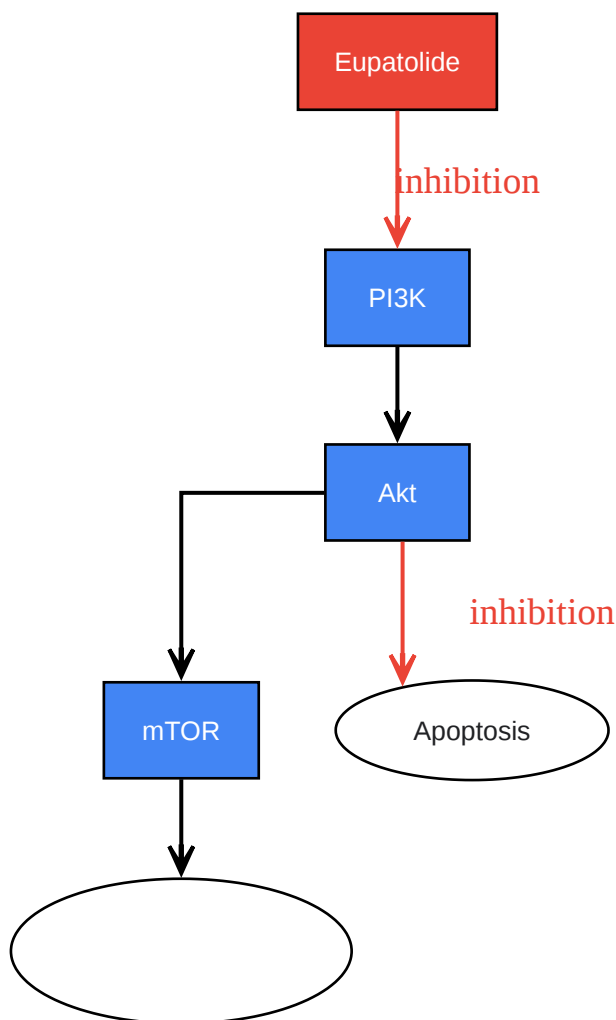 Eupatolide
inhibition
PI3K
Akt
inhibition
mTOR
Apoptosis